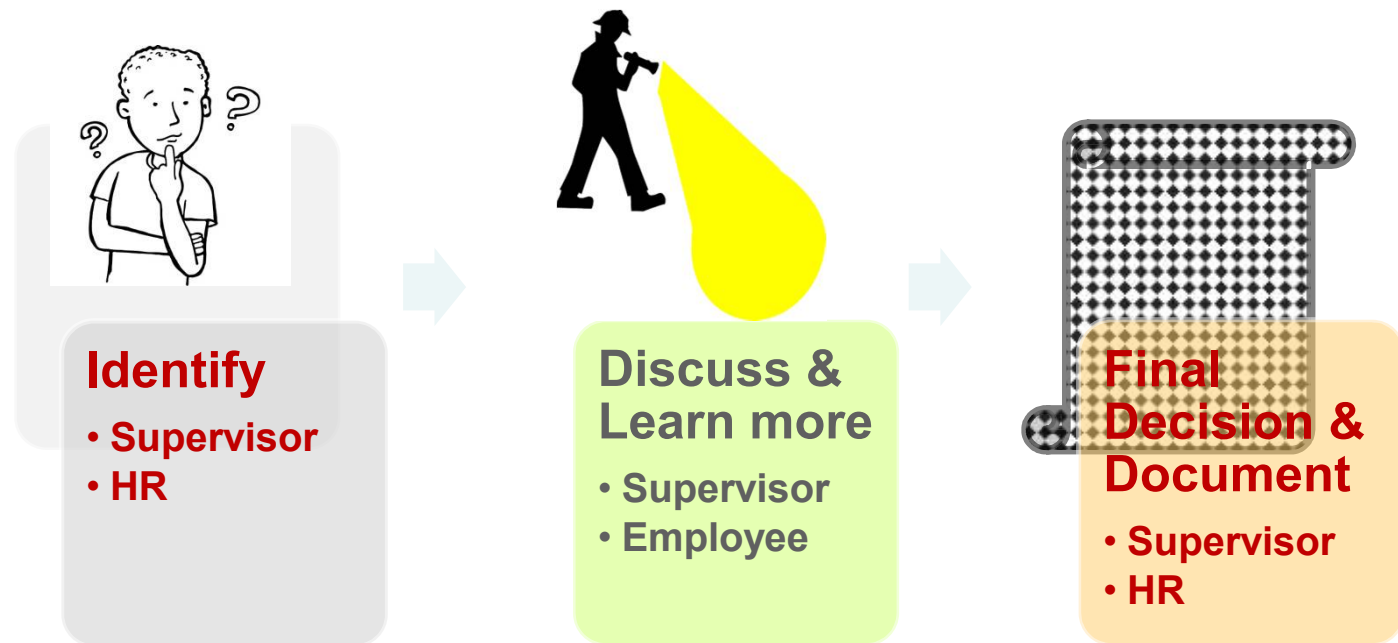 Identify
• Supervisor
• HR
Discuss &
Learn more
• Supervisor
• Employee
Final
Decision &
Document
• Supervisor
• HR